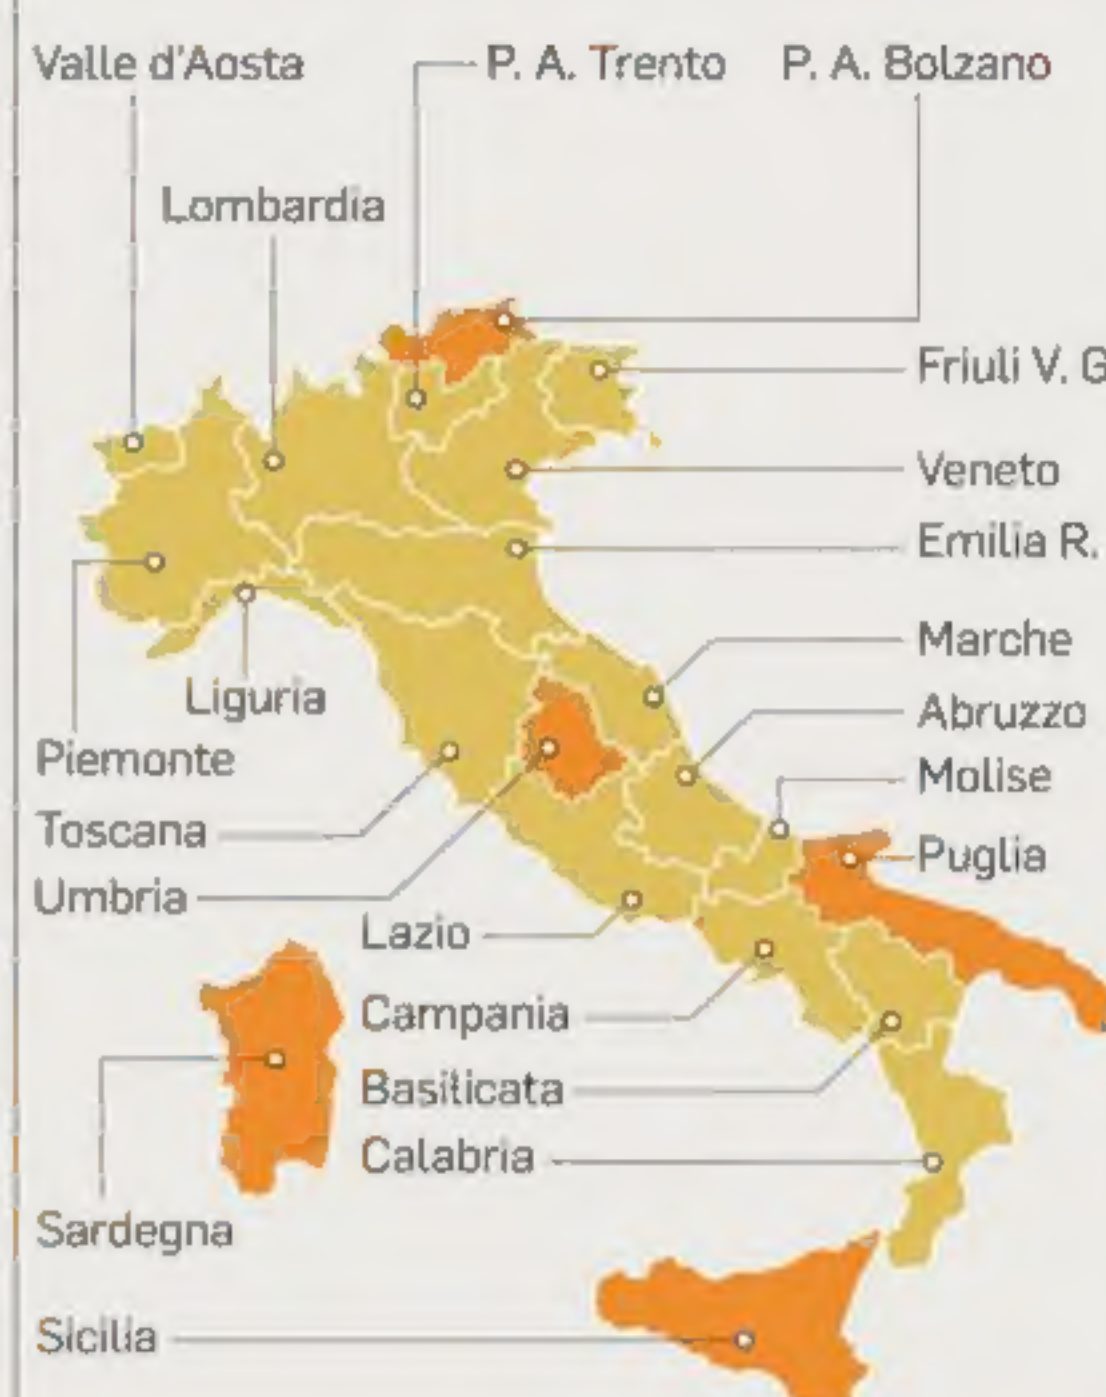 Valle d'Aosta
P. A. Trento
P. A. Bolzano
Lombardia
Friuli V. G
Veneto
Emilia R.
Marche
Liguria
Abruzzo
Piemonte
Molise
Toscana
Puglia
Umbria
Lazio
Campania
Basilicata
Calabria
Sardegna
Sicilia